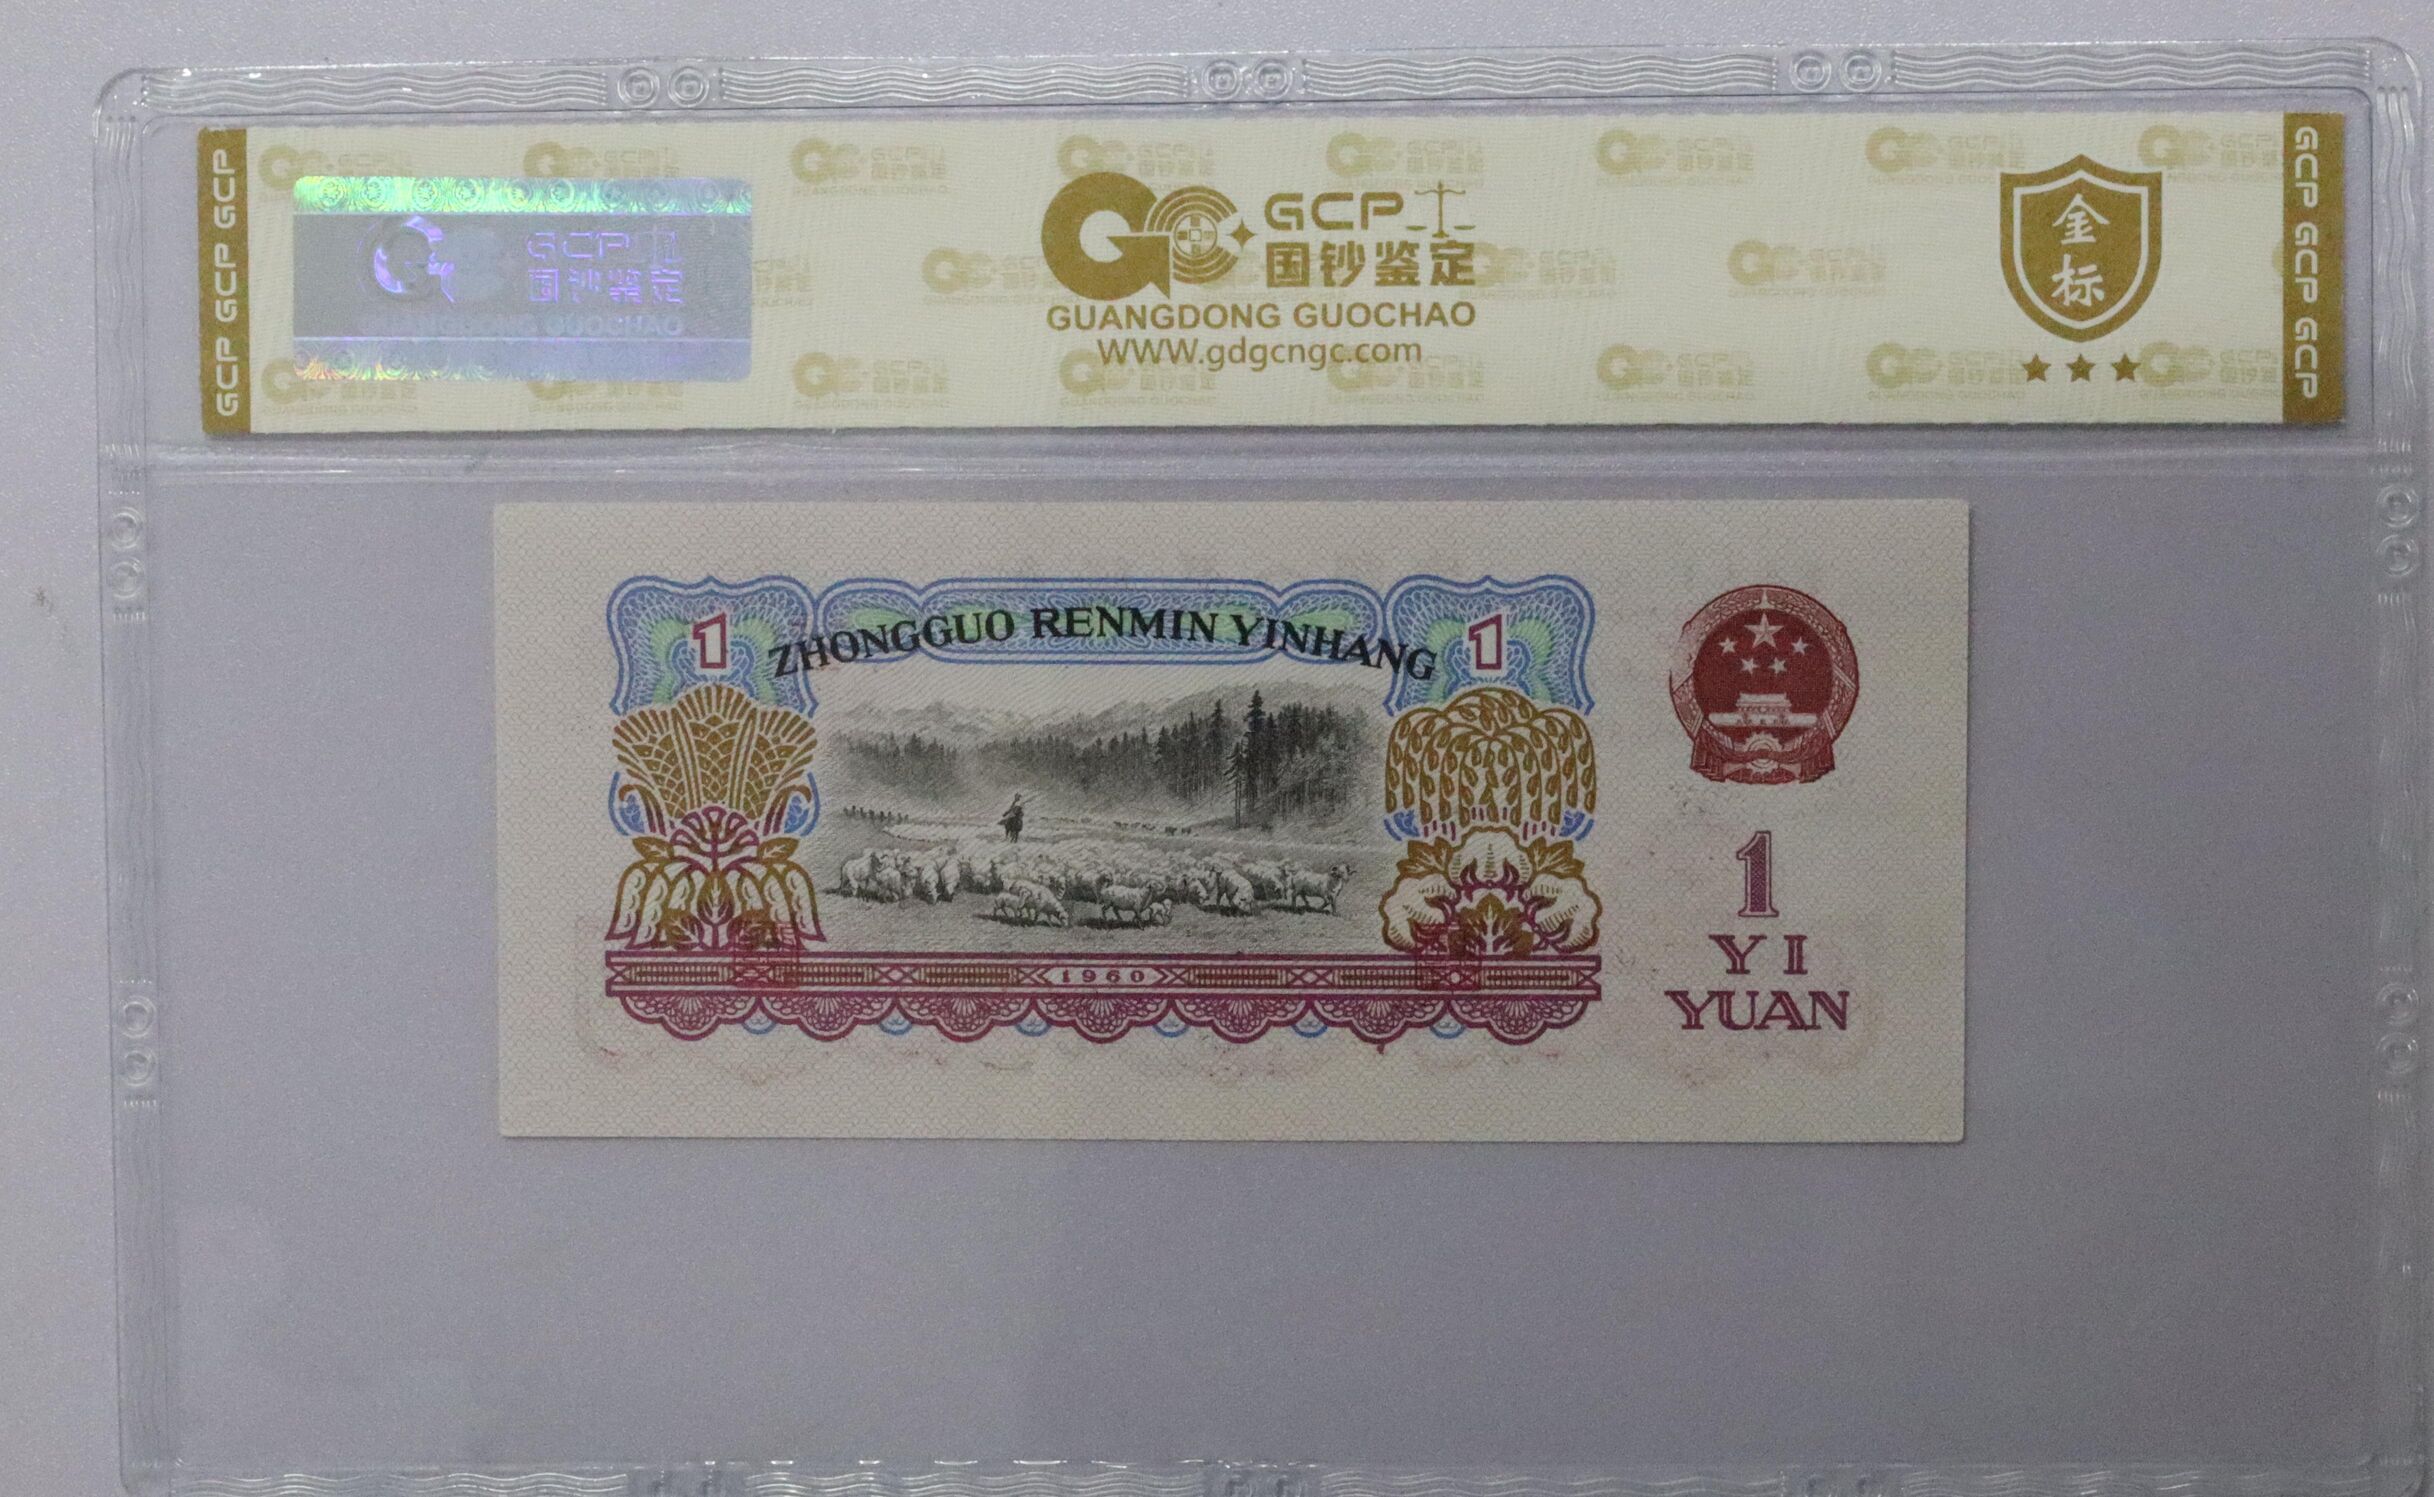 GCP GCP GCP
GCP
国钞鉴定
GUANGDONG GUOCHAO
GCP
国钞鉴定
GUANGDONG GUOCHAO
WWW.gdgcngc.com
金
标
GCP GCP GCP
1
ZHONGGUO RENMIN YINHANG
1
1960
1
YI
YUAN